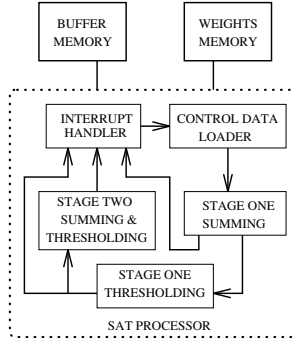 BUFFER
MEMORY
WEIGHTS
MEMORY
INTERRUPT
HANDLER
CONTROL DATA
LOADER
STAGE TWO
SUMMING &
THRESHOLDING
STAGE ONE
SUMMING
STAGE ONE
THRESHOLDING
SAT PROCESSOR